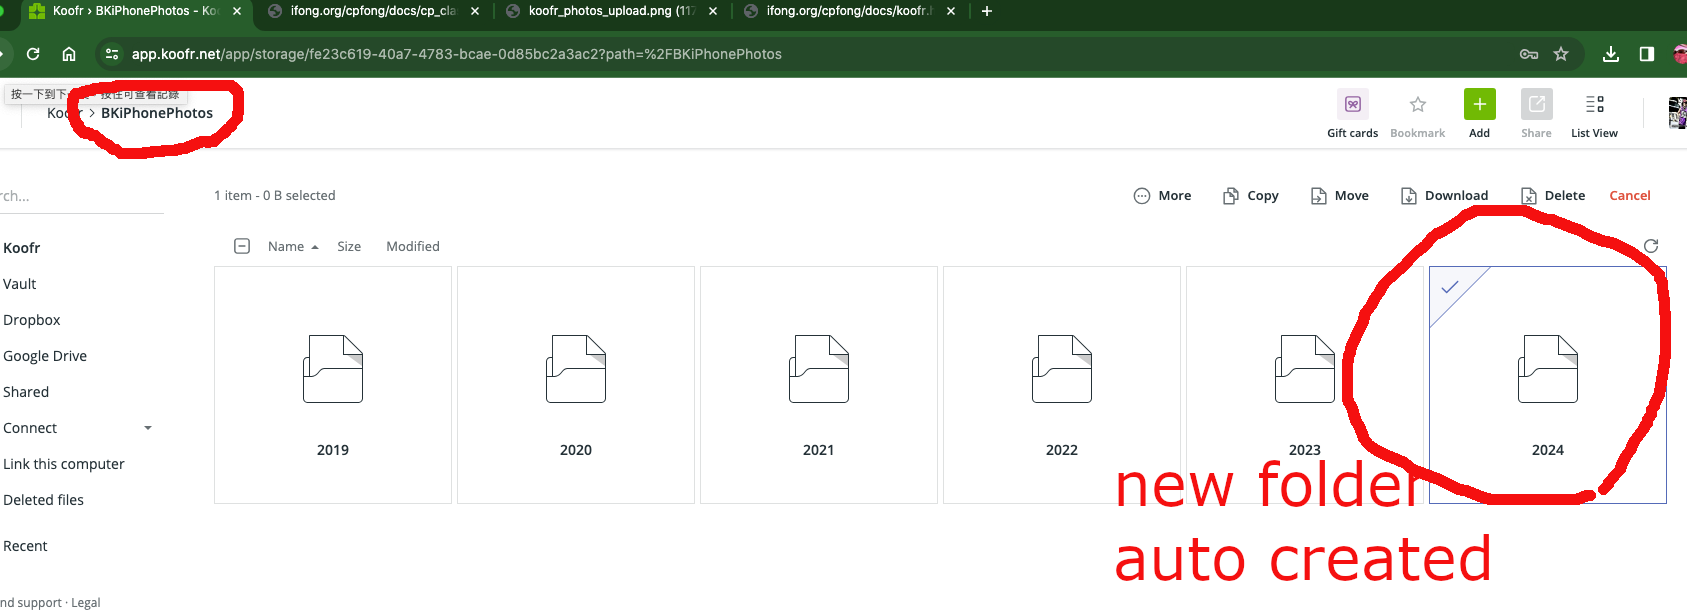 Koofr › BKiPhonePhotos - Ko
ifong.org/cpfong/docs/cp_cla
koofr_photos_upload.png (117
ifong.org/cpfong/docs/koofr.
app.koofr.net/app/storage/fe23c619-40a7-4783-bcae-0d85bc2a3ac2?path=%2FBKiPhonePhotos
按一下到下 按住可查看記錄
Koofr > BKiPhonePhotos
Gift cards
Bookmark
Add
Share
List View
rch...
1 item - 0 B selected
More
Copy
Move
Download
Delete
Cancel
Name
Size
Modified
Koofr
Vault
Dropbox
Google Drive
Shared
Connect
Link this computer
Deleted files
Recent
nd support · Legal
2019
2020
2021
2022
2023
2024
new folder
auto created